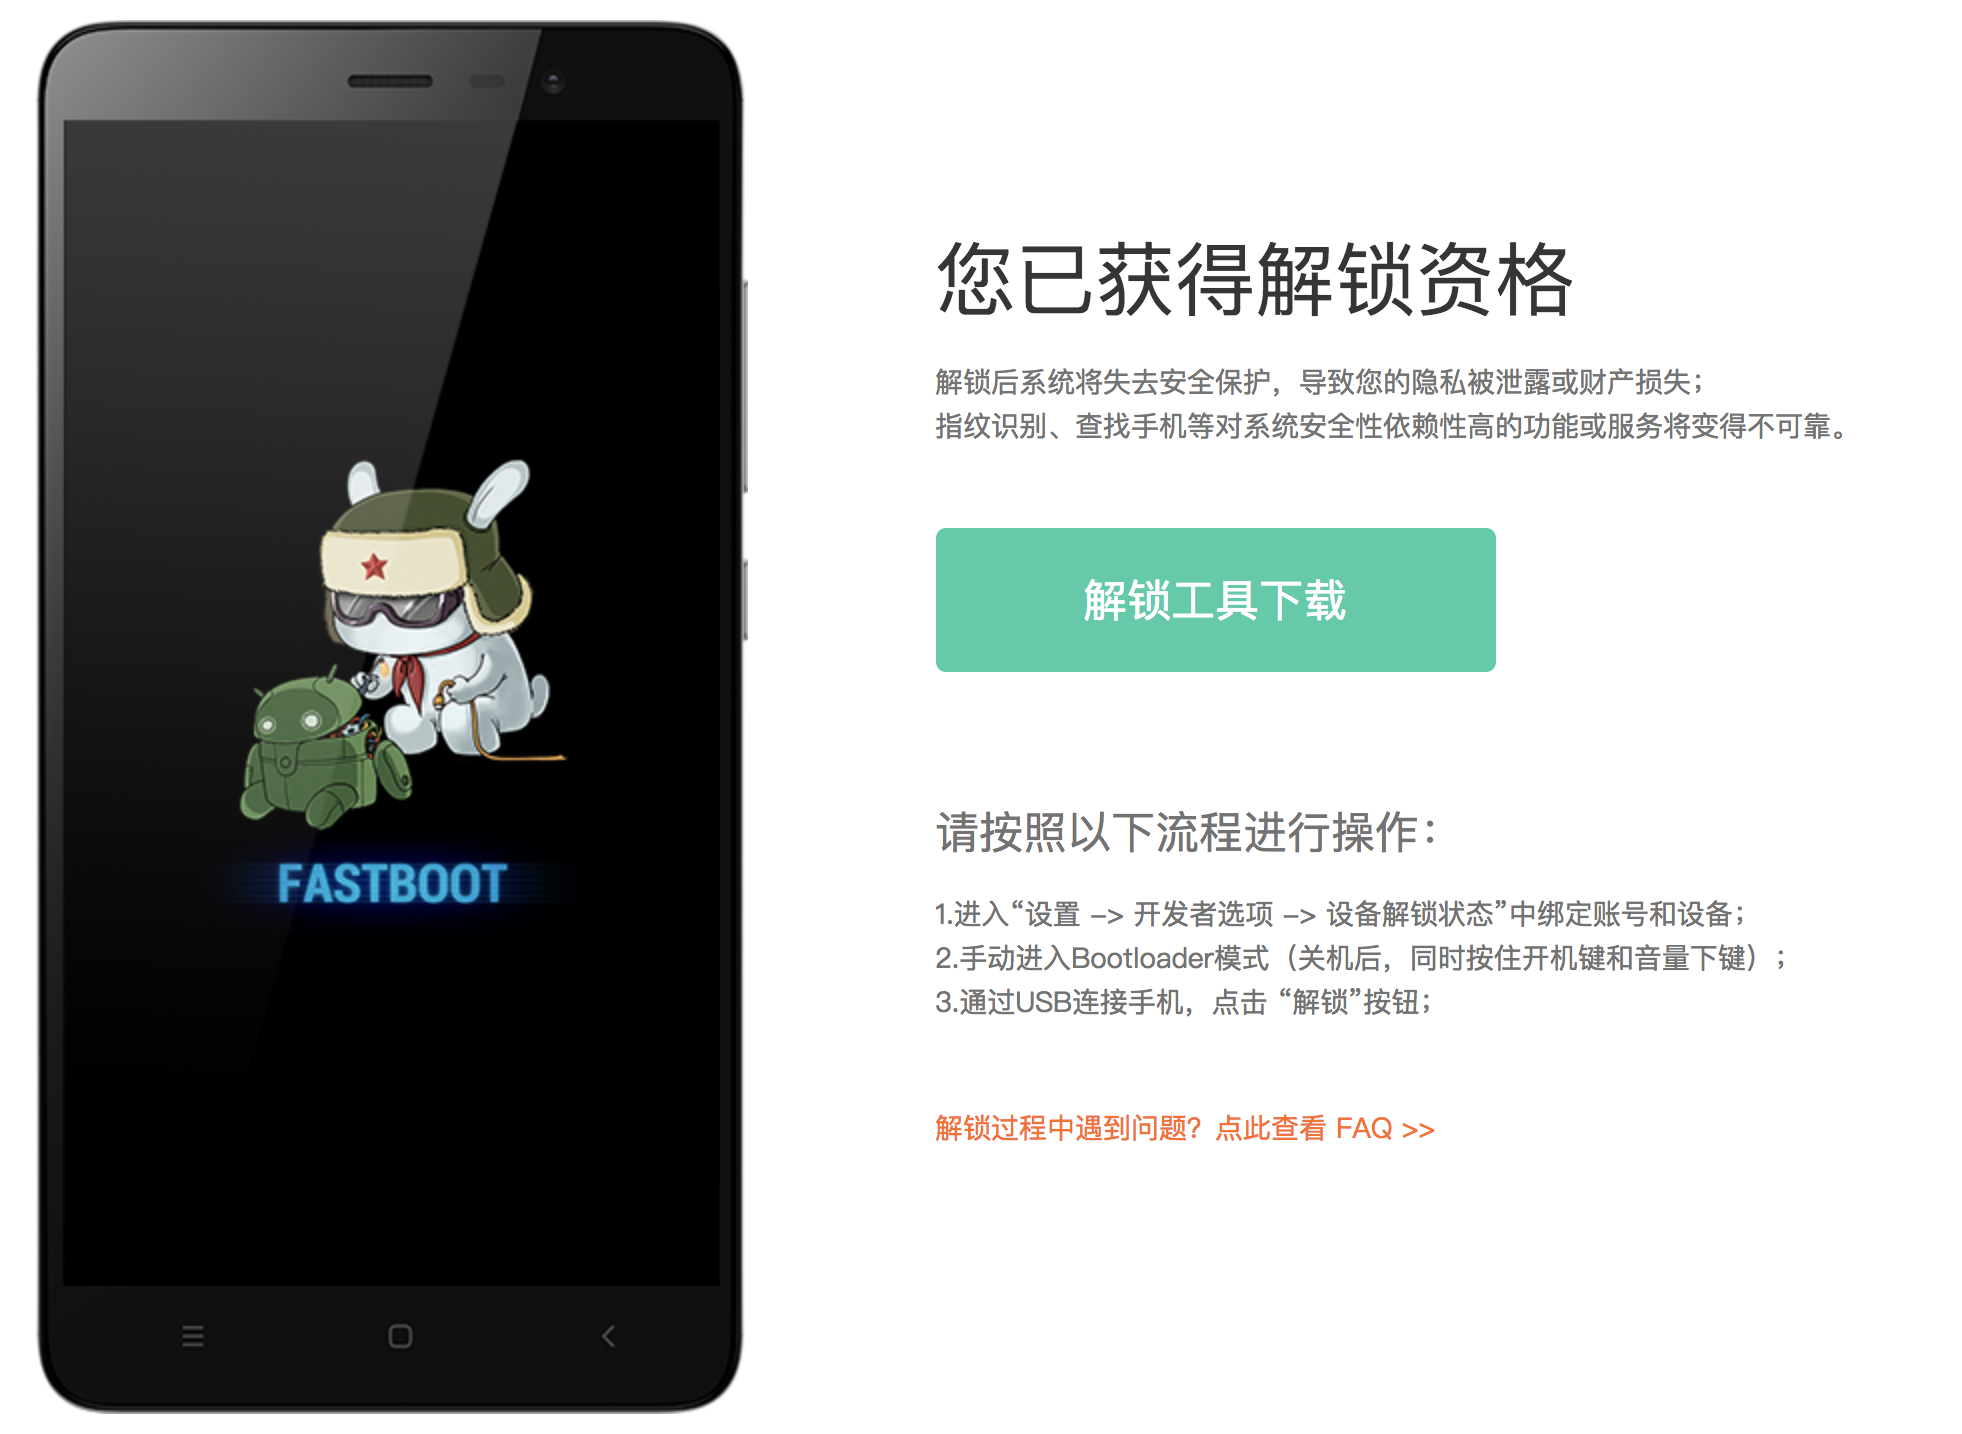 FASTBOOT
您已获得解锁资格
解锁后系统将失去安全保护，导致您的隐私被泄露或财产损失；
指纹识别、查找手机等对系统安全性依赖性高的功能或服务将变得不可靠。
解锁工具下载
请按照以下流程进行操作：
1.进入“设置 –> 开发者选项 –> 设备解锁状态”中绑定账号和设备；
2.手动进入Bootloader模式（关机后，同时按住开机键和音量下键）；
3.通过USB连接手机，点击 “解锁”按钮；
解锁过程中遇到问题？点此查看 FAQ >>